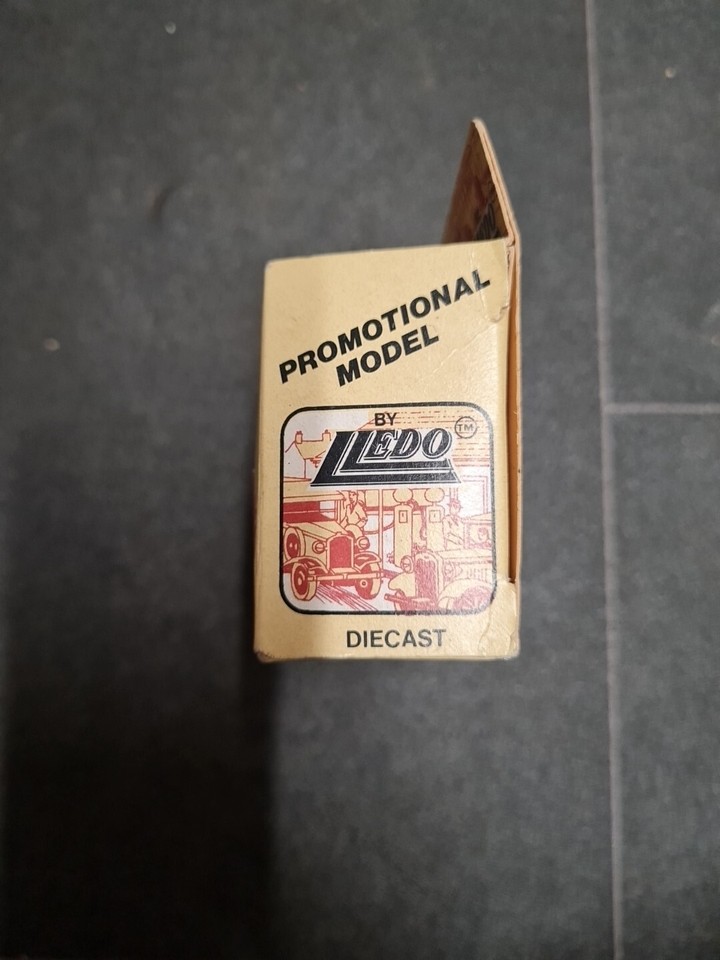 PROMOTIONAL
MODEL
BY
LLEDO TM
DIECAST